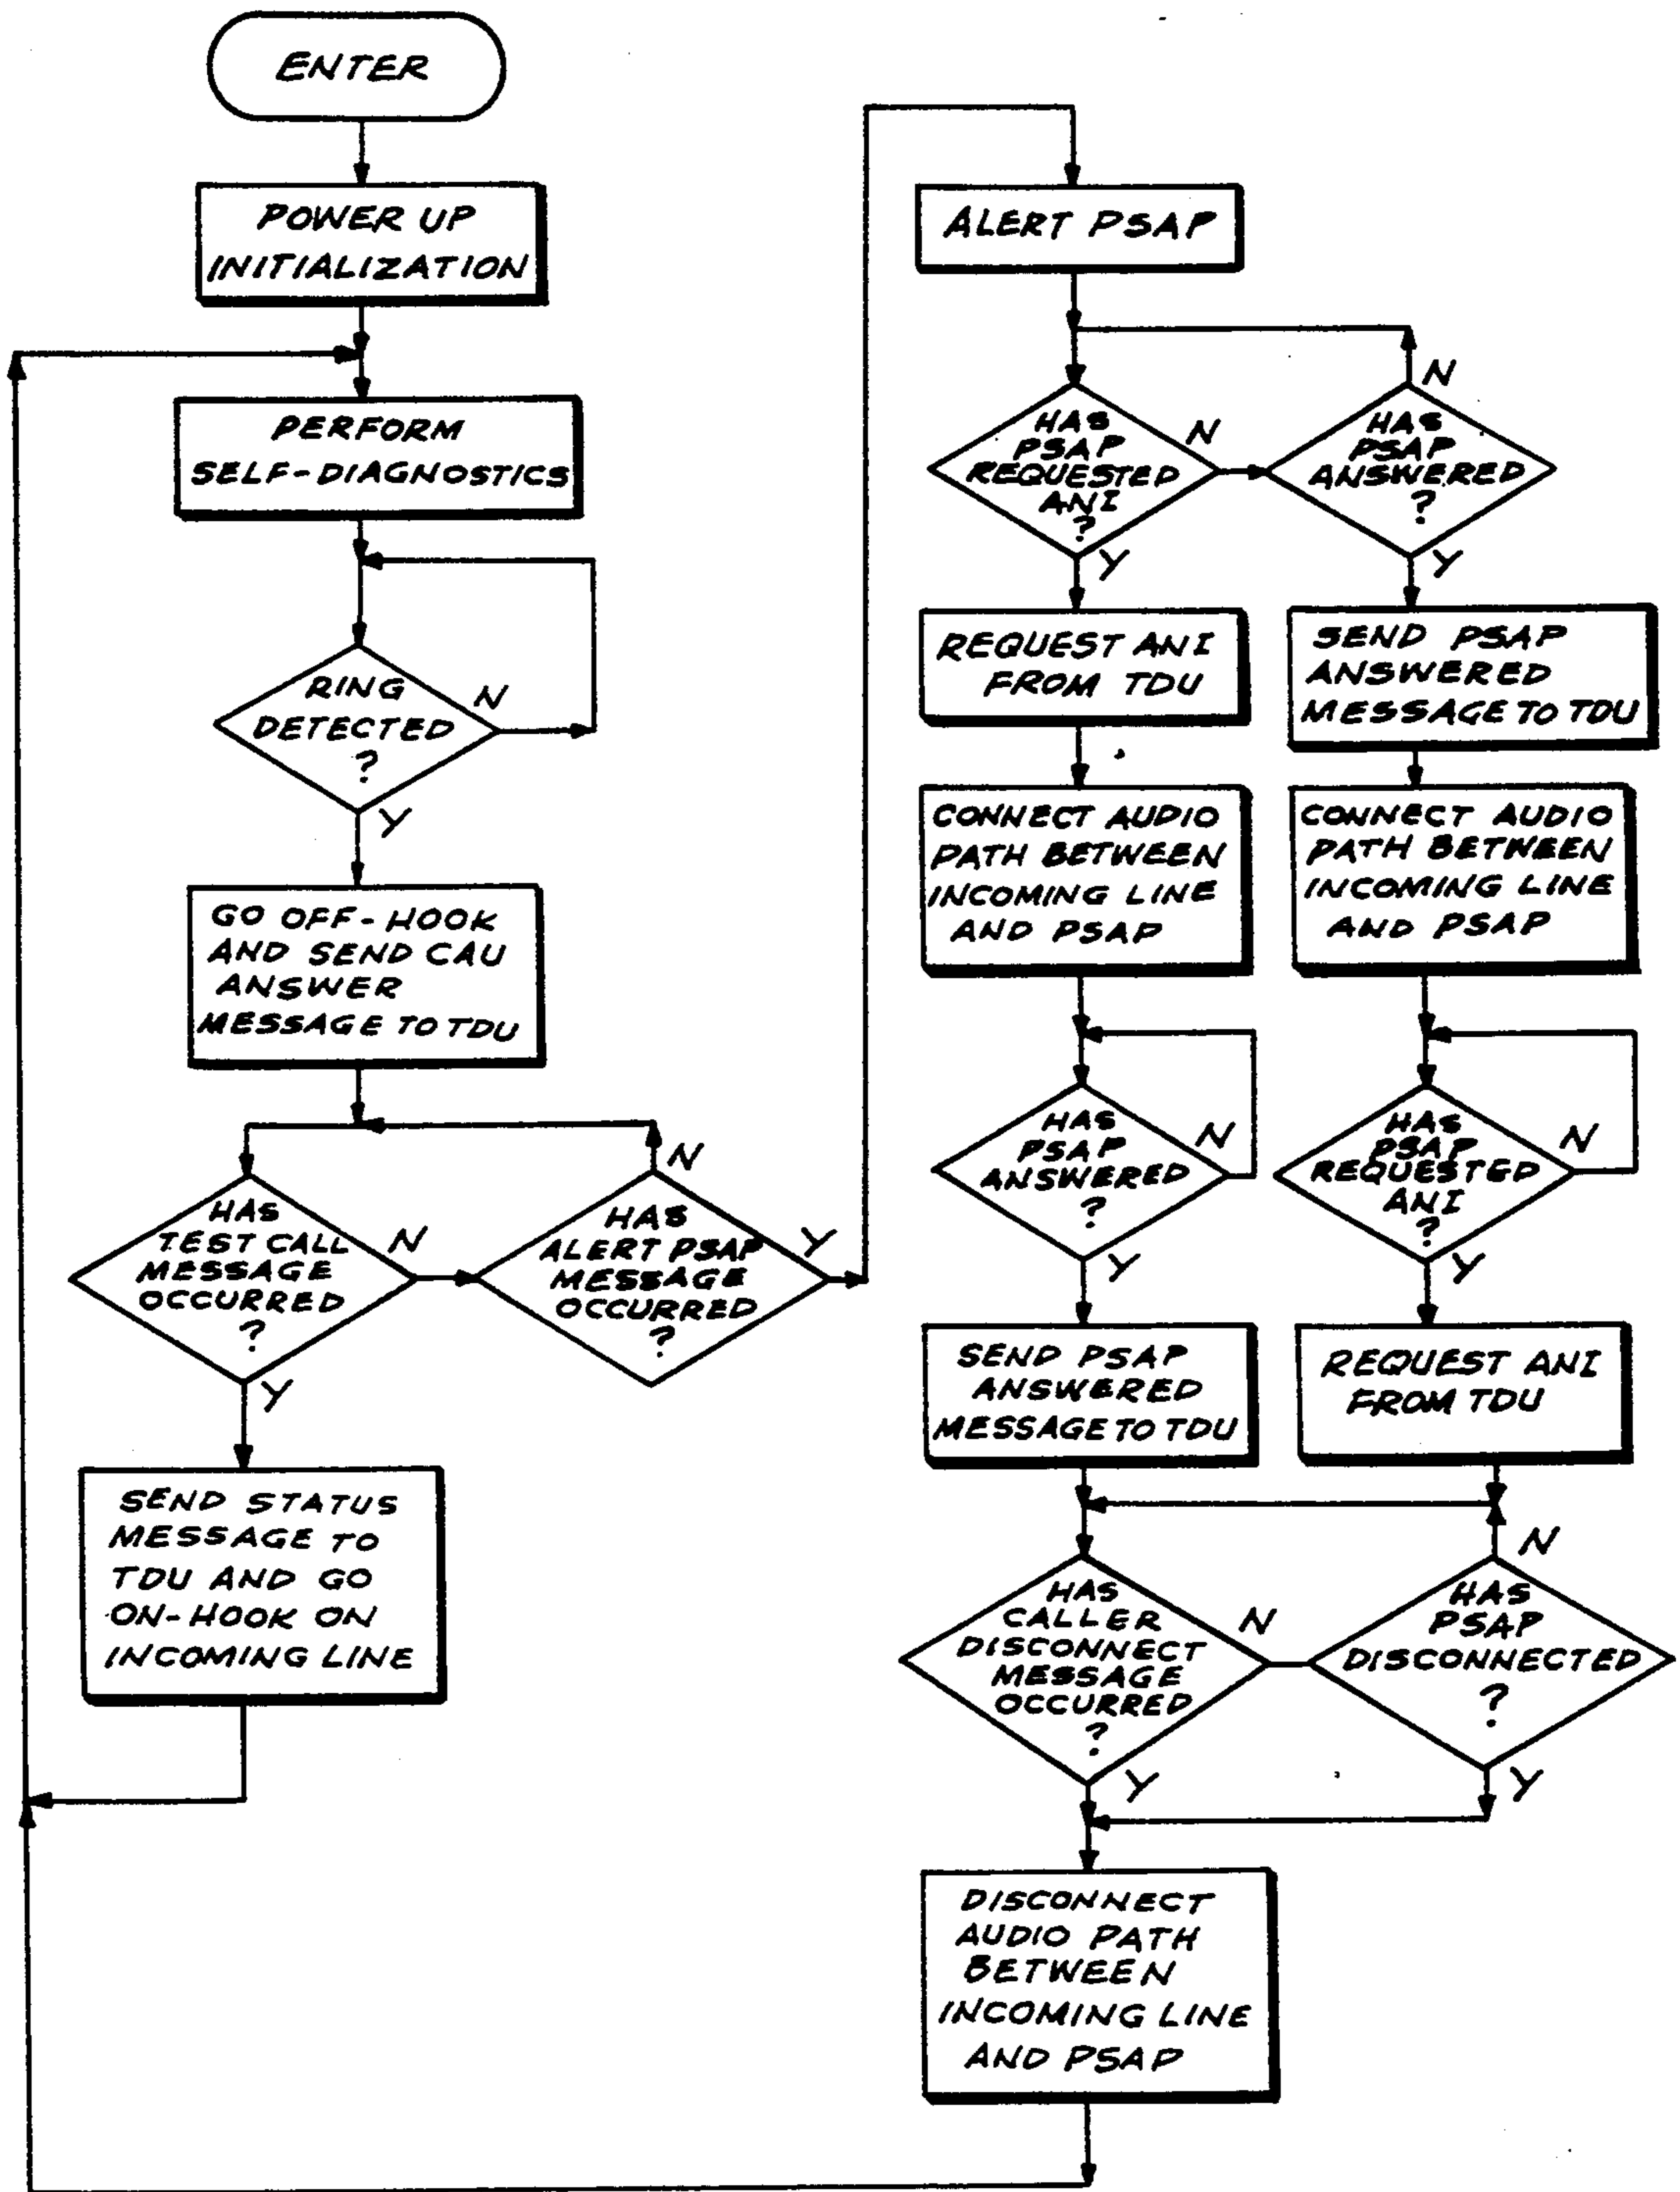 ENTER
POWER UP
INITIALIZATION
PERFORM
SELF-DIAGNOSTICS
RING
DETECTED
?
N
Y
GO OFF-HOOK
AND SEND CAU
ANSWER
MESSAGE TO TDU
HAS
TEST CALL
MESSAGE
OCCURRED
?
N
Y
HAS
ALERT PSAP
MESSAGE
OCCURRED
?
N
Y
SEND STATUS
MESSAGE TO
TDU AND GO
ON-HOOK ON
INCOMING LINE
ALERT PSAP
HAS
PSAP
REQUESTED
ANI
?
N
Y
HAS
PSAP
ANSWERED
?
N
Y
REQUEST ANI
FROM TDU
SEND PSAP
ANSWERED
MESSAGE TO TDU
CONNECT AUDIO
PATH BETWEEN
INCOMING LINE
AND PSAP
CONNECT AUDIO
PATH BETWEEN
INCOMING LINE
AND PSAP
HAS
PSAP
ANSWERED
?
N
Y
HAS
PSAP
REQUESTED
ANI
?
N
Y
SEND PSAP
ANSWERED
MESSAGE TO TDU
REQUEST ANI
FROM TDU
HAS
CALLER
DISCONNECT
MESSAGE
OCCURRED
?
N
Y
HAS
PSAP
DISCONNECTED
?
N
Y
DISCONNECT
AUDIO PATH
BETWEEN
INCOMING LINE
AND PSAP